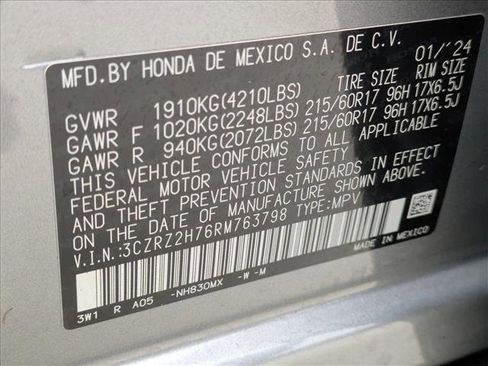 MFD.BY HONDA DE MEXICO S.A. DE C.V. 01/'24
TIRE SIZE RIM SIZE
GVWR 1910KG(4210LBS)
GAWR F 1020KG(2248LBS) 215/60R17 96H 17X6.5J
GAWR R 940KG(2072LBS) 215/60R17 96H 17X6.5J
THIS VEHICLE CONFORMS TO ALL APPLICABLE
FEDERAL MOTOR VEHICLE SAFETY
AND THEFT PREVENTION STANDARDS IN EFFECT
ON THE DATE OF MANUFACTURE SHOWN ABOVE.
V.I.N.:3CZRZ2H76RM763798 TYPE:MPV
MADE IN MEXICO
3W1 R A05 -NH830MX -W -M